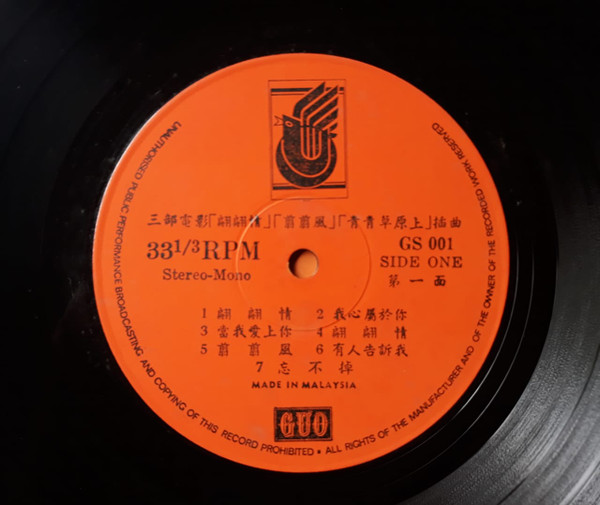 三部電影「翩翩情」「翦翦風」「青青草原上」插曲
33 1/3 RPM
Stereo-Mono
GS 001
SIDE ONE
第一面
1 翩翩情 2 我心屬於你
3 當我愛上你 4 翩翩情
5 翦翦風 6 有人告訴我
7 忘不掉
MADE IN MALAYSIA
GUO
UNAUTHORISED PUBLIC PERFORMANCE BROADCASTING AND COPYING OF THIS RECORD PROHIBITED • ALL RIGHTS OF THE MANUFACTURER AND OF THE OWNER OF THE RECORDED WORK RESERVED